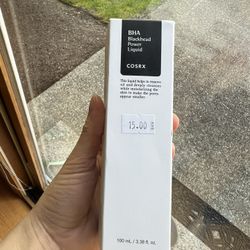 BHA
Blackhead
Power
Liquid
COSRX
This liquid helps to remove
oil and deeply cleanses
while moisturizing the
skin to make the pores
appear smaller.
15.00
100 mL / 3.38 fl. oz.